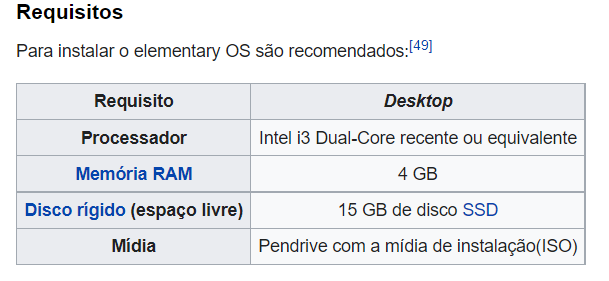 Requisitos
Para instalar o elementary OS são recomendados:[49]
Requisito Desktop
Processador Intel i3 Dual-Core recente ou equivalente
Memória RAM 4 GB
Disco rígido (espaço livre) 15 GB de disco SSD
Mídia Pendrive com a mídia de instalação(ISO)